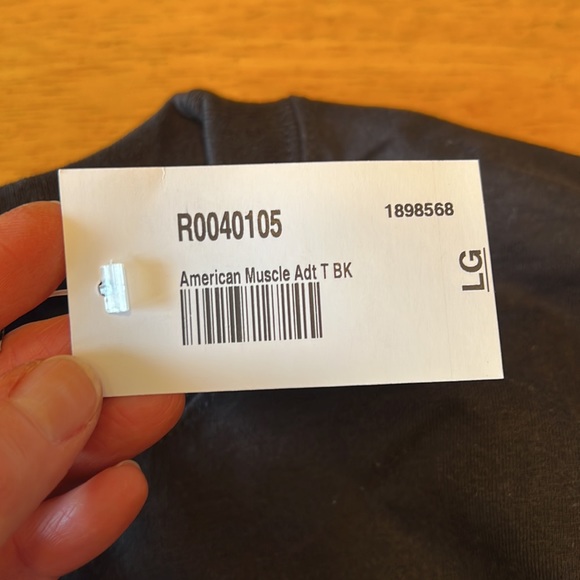 R0040105
1898568
American Muscle Adt T BK
LG